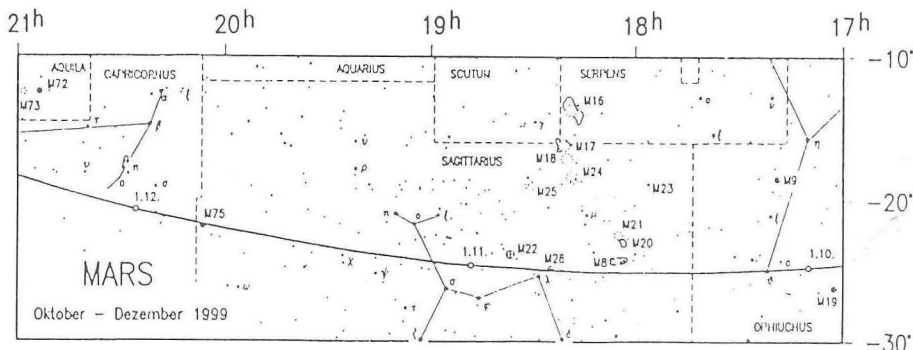 21h 20h 19h 18h 17h
-10°
AQUILA CAPRICORNUS AQUARIUS SCUTUM SERPENS
M72
M73
M16
M17
SAGITTARIUS
M18
M24
M9
M25
M23
-20°
1.12.
M75
M21
M20
M22
M8
1.11.
M28
1.10.
MARS
M19
Oktober – Dezember 1999
OPHIUCHUS
-30°